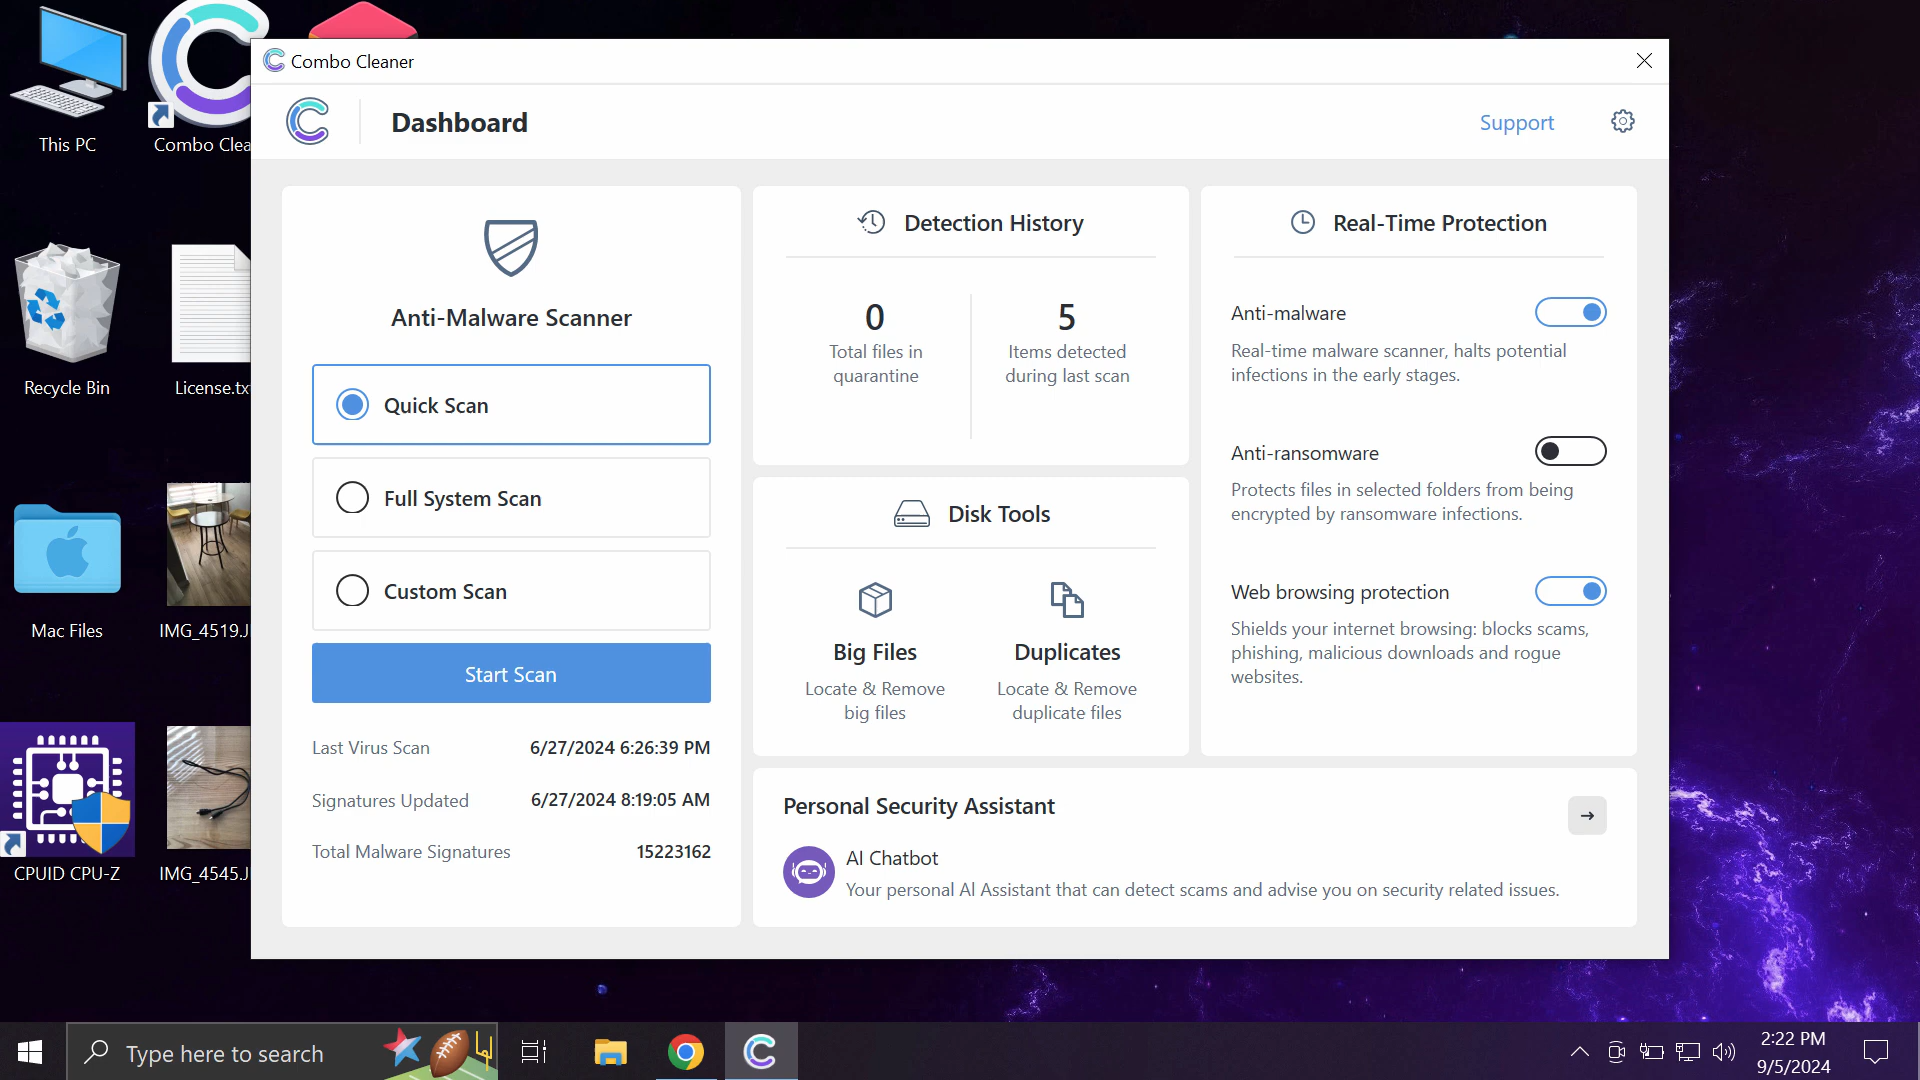 This PC
Combo Clea
Recycle Bin
License.tx
Mac Files
IMG_4519.J
CPUID CPU-Z
IMG_4545.J
Combo Cleaner
Dashboard
Support
Anti-Malware Scanner
Quick Scan
Full System Scan
Custom Scan
Start Scan
Last Virus Scan 6/27/2024 6:26:39 PM
Signatures Updated 6/27/2024 8:19:05 AM
Total Malware Signatures 15223162
Detection History
0
Total files in
quarantine
5
Items detected
during last scan
Disk Tools
Big Files
Locate & Remove
big files
Duplicates
Locate & Remove
duplicate files
Real-Time Protection
Anti-malware
Real-time malware scanner, halts potential
infections in the early stages.
Anti-ransomware
Protects files in selected folders from being
encrypted by ransomware infections.
Web browsing protection
Shields your internet browsing: blocks scams,
phishing, malicious downloads and rogue
websites.
Personal Security Assistant
AI Chatbot
Your personal AI Assistant that can detect scams and advise you on security related issues.
Type here to search
2:22 PM
9/5/2024